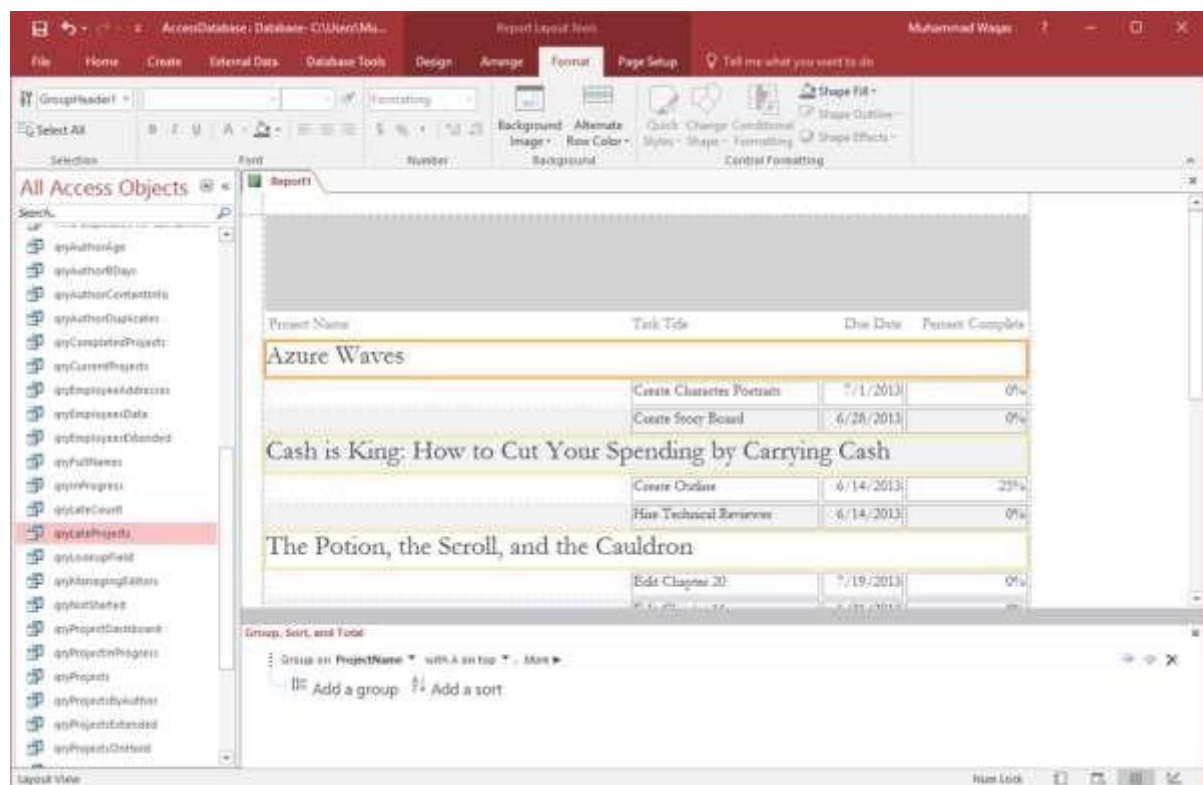 AccessDatabase : Database- C:\Users\Mu...
Report Layout Tools
Muhammad Waqas
?
File
Home
Create
External Data
Database Tools
Design
Arrange
Format
Page Setup
Tell me what you want to do
GroupHeader1
Formatting
Select All
B I U A
$ %
Background Image
Alternate Row Color
Quick Styles
Change Shape
Conditional Formatting
Shape Fill
Shape Outline
Shape Effects
Selection
Font
Number
Background
Control Formatting
All Access Objects
Search...
qryAuthorAge
qryAuthorBDays
qryAuthorContactInfo
qryAuthorDuplicates
qryCompletedProjects
qryCurrentProjects
qryEmployeeAddresses
qryEmployeesData
qryEmployeesExtended
qryFullNames
qryInProgress
qryLateCount
qryLateProjects
qryLookupField
qryManagingEditors
qryNotStarted
qryProjectDashboard
qryProjectInProgress
qryProjects
qryProjectsByAuthor
qryProjectsExtended
qryProjectsOnHold
Report1
Project Name Task Title Due Date Percent Complete
Azure Waves
Create Character Portraits 7/1/2013 0%
Create Story Board 6/28/2013 0%
Cash is King: How to Cut Your Spending by Carrying Cash
Create Outline 6/14/2013 25%
Hire Technical Reviewer 6/14/2013 0%
The Potion, the Scroll, and the Cauldron
Edit Chapter 20 7/19/2013 0%
Group, Sort, and Total
Group on ProjectName with A on top , More
Add a group Add a sort
Layout View
Num Lock